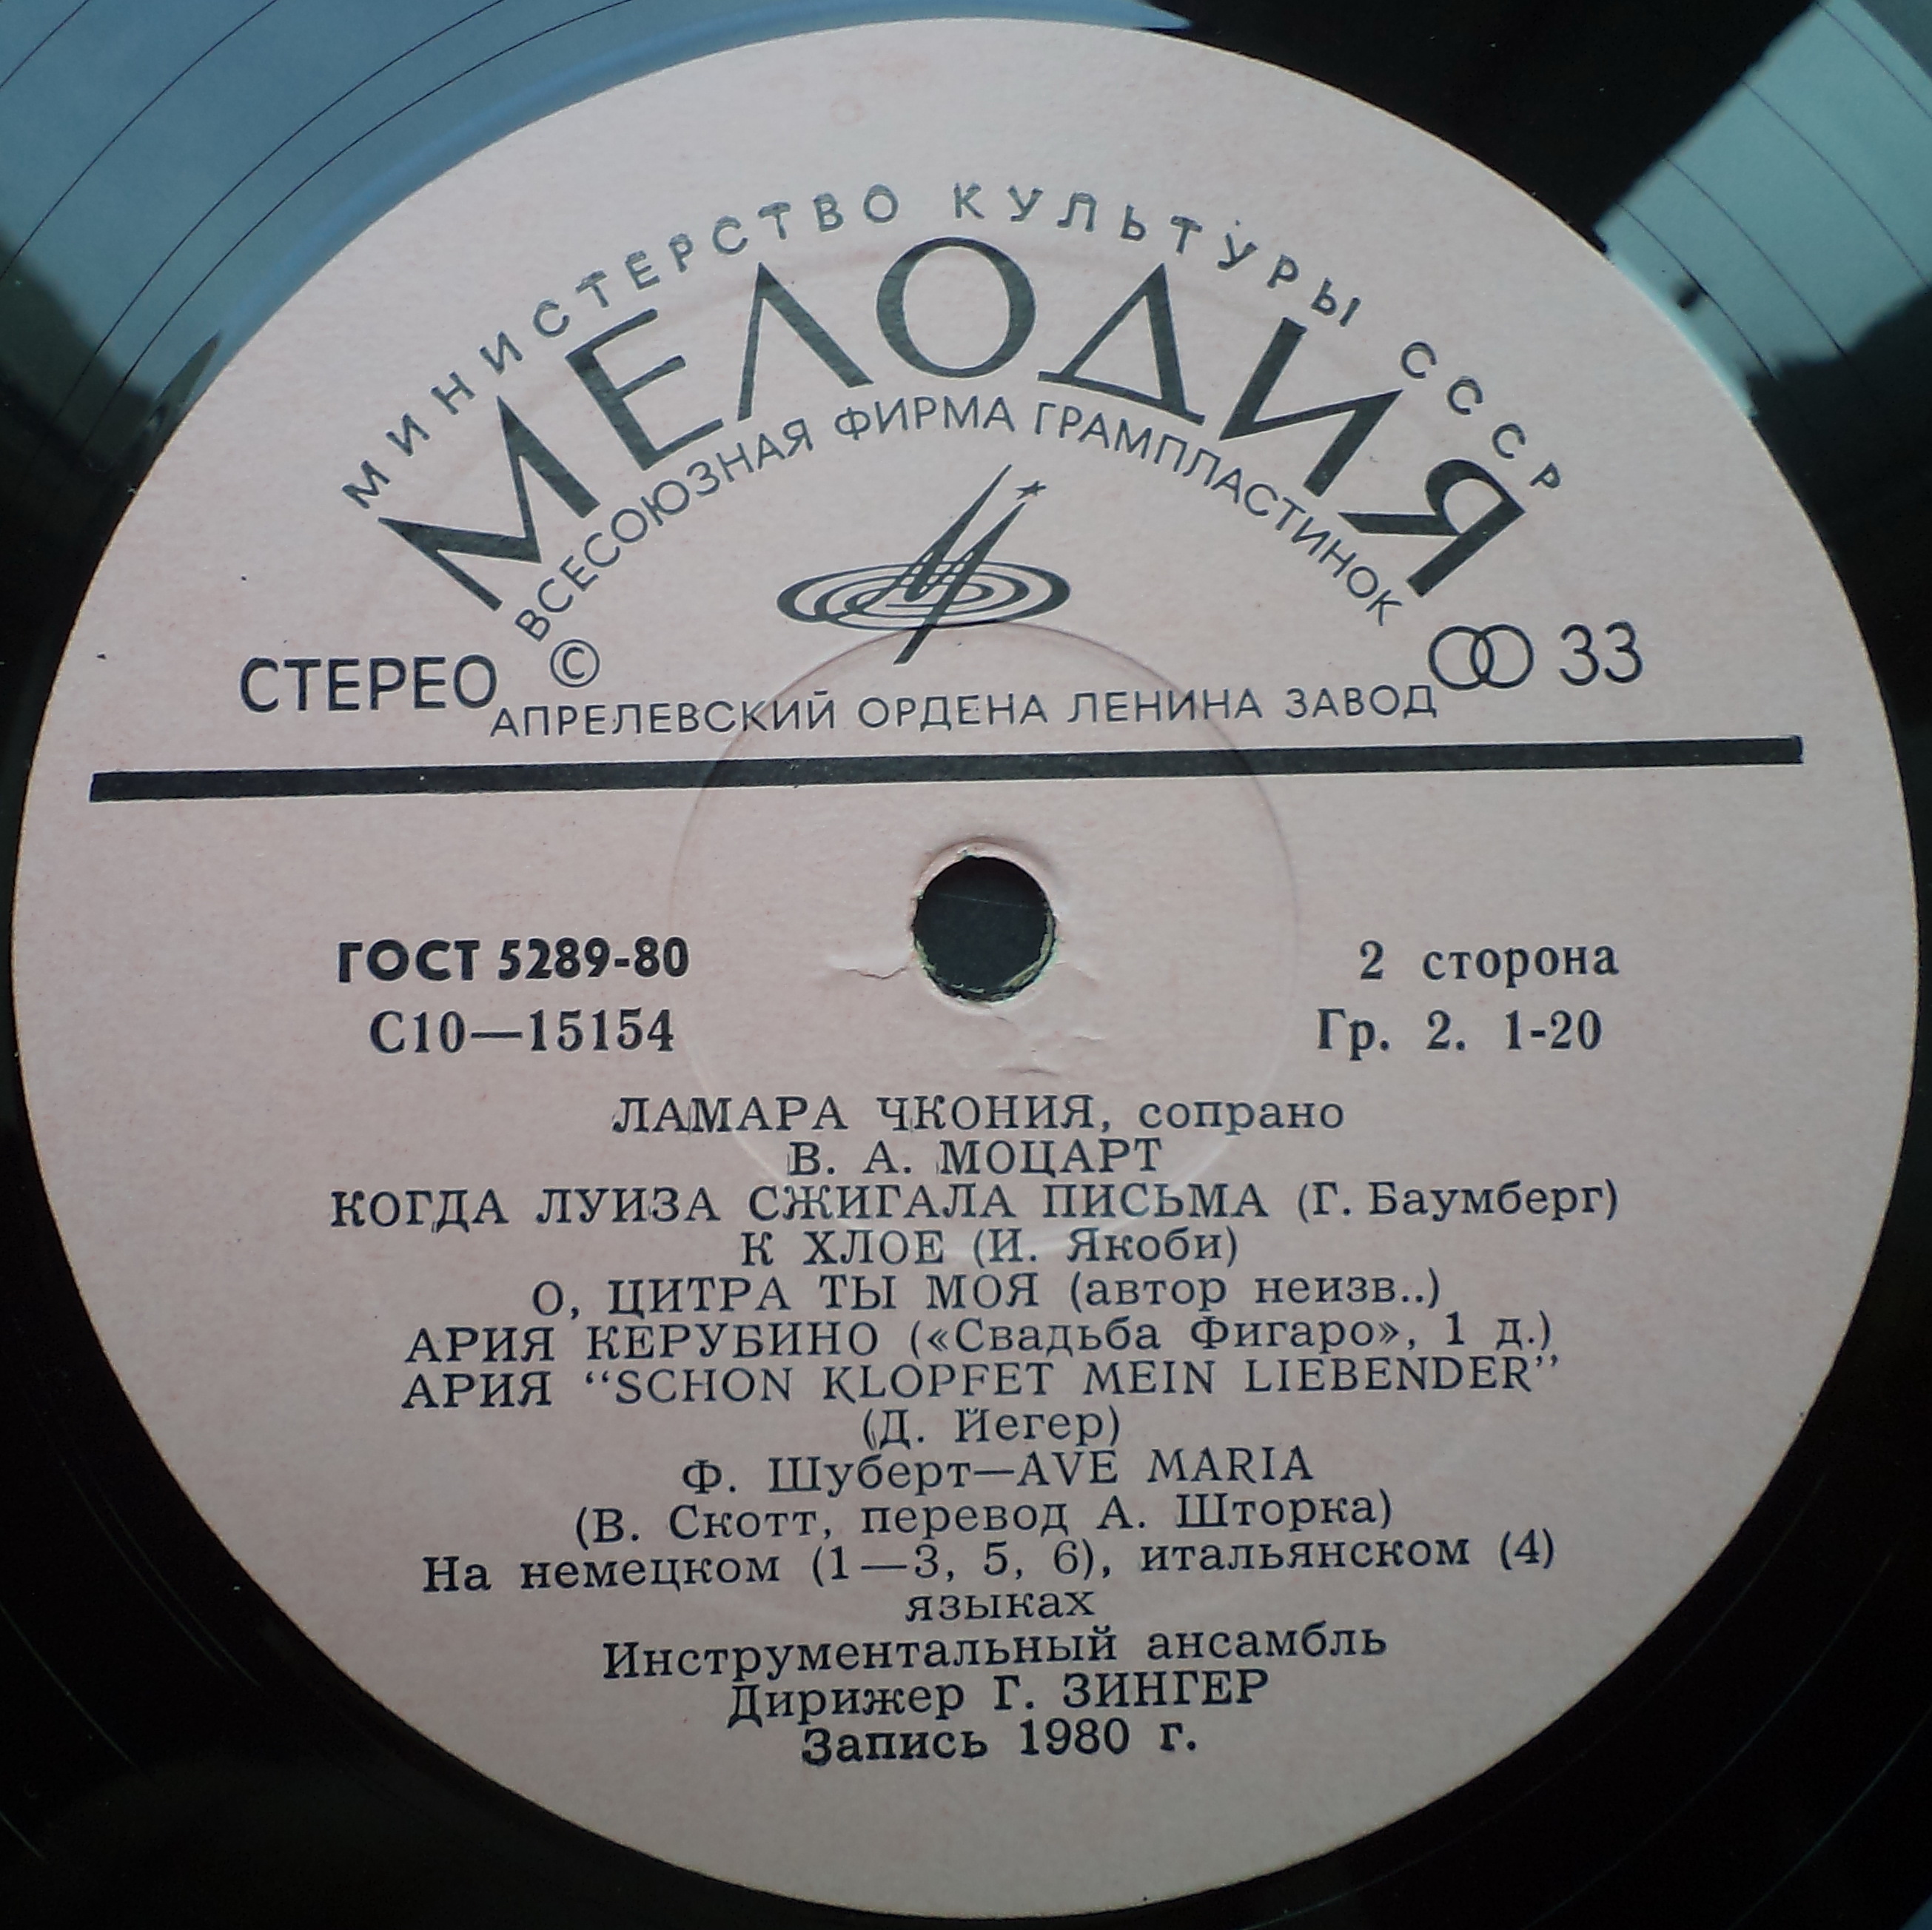 МИНИСТЕРСТВО КУЛЬТУРЫ СССР
МЕЛОДИЯ
ВСЕСОЮЗНАЯ ФИРМА ГРАМПЛАСТИНОК
СТЕРЕО © 33
АПРЕЛЕВСКИЙ ОРДЕНА ЛЕНИНА ЗАВОД
ГОСТ 5289-80 2 сторона
С10—15154 Гр. 2. 1-20
ЛАМАРА ЧКОНИЯ, сопрано
В. А. МОЦАРТ
КОГДА ЛУИЗА СЖИГАЛА ПИСЬМА (Г. Баумберг)
К ХЛОЕ (И. Якоби)
О, ЦИТРА ТЫ МОЯ (автор неизв..)
АРИЯ КЕРУБИНО («Свадьба Фигаро», 1 д.)
АРИЯ “SCHON KLOPFET MEIN LIEBENDER”
(Д. Йегер)
Ф. Шуберт—AVE MARIA
(В. Скотт, перевод А. Шторка)
На немецком (1—3, 5, 6), итальянском (4)
языках
Инструментальный ансамбль
Дирижер Г. ЗИНГЕР
Запись 1980 г.